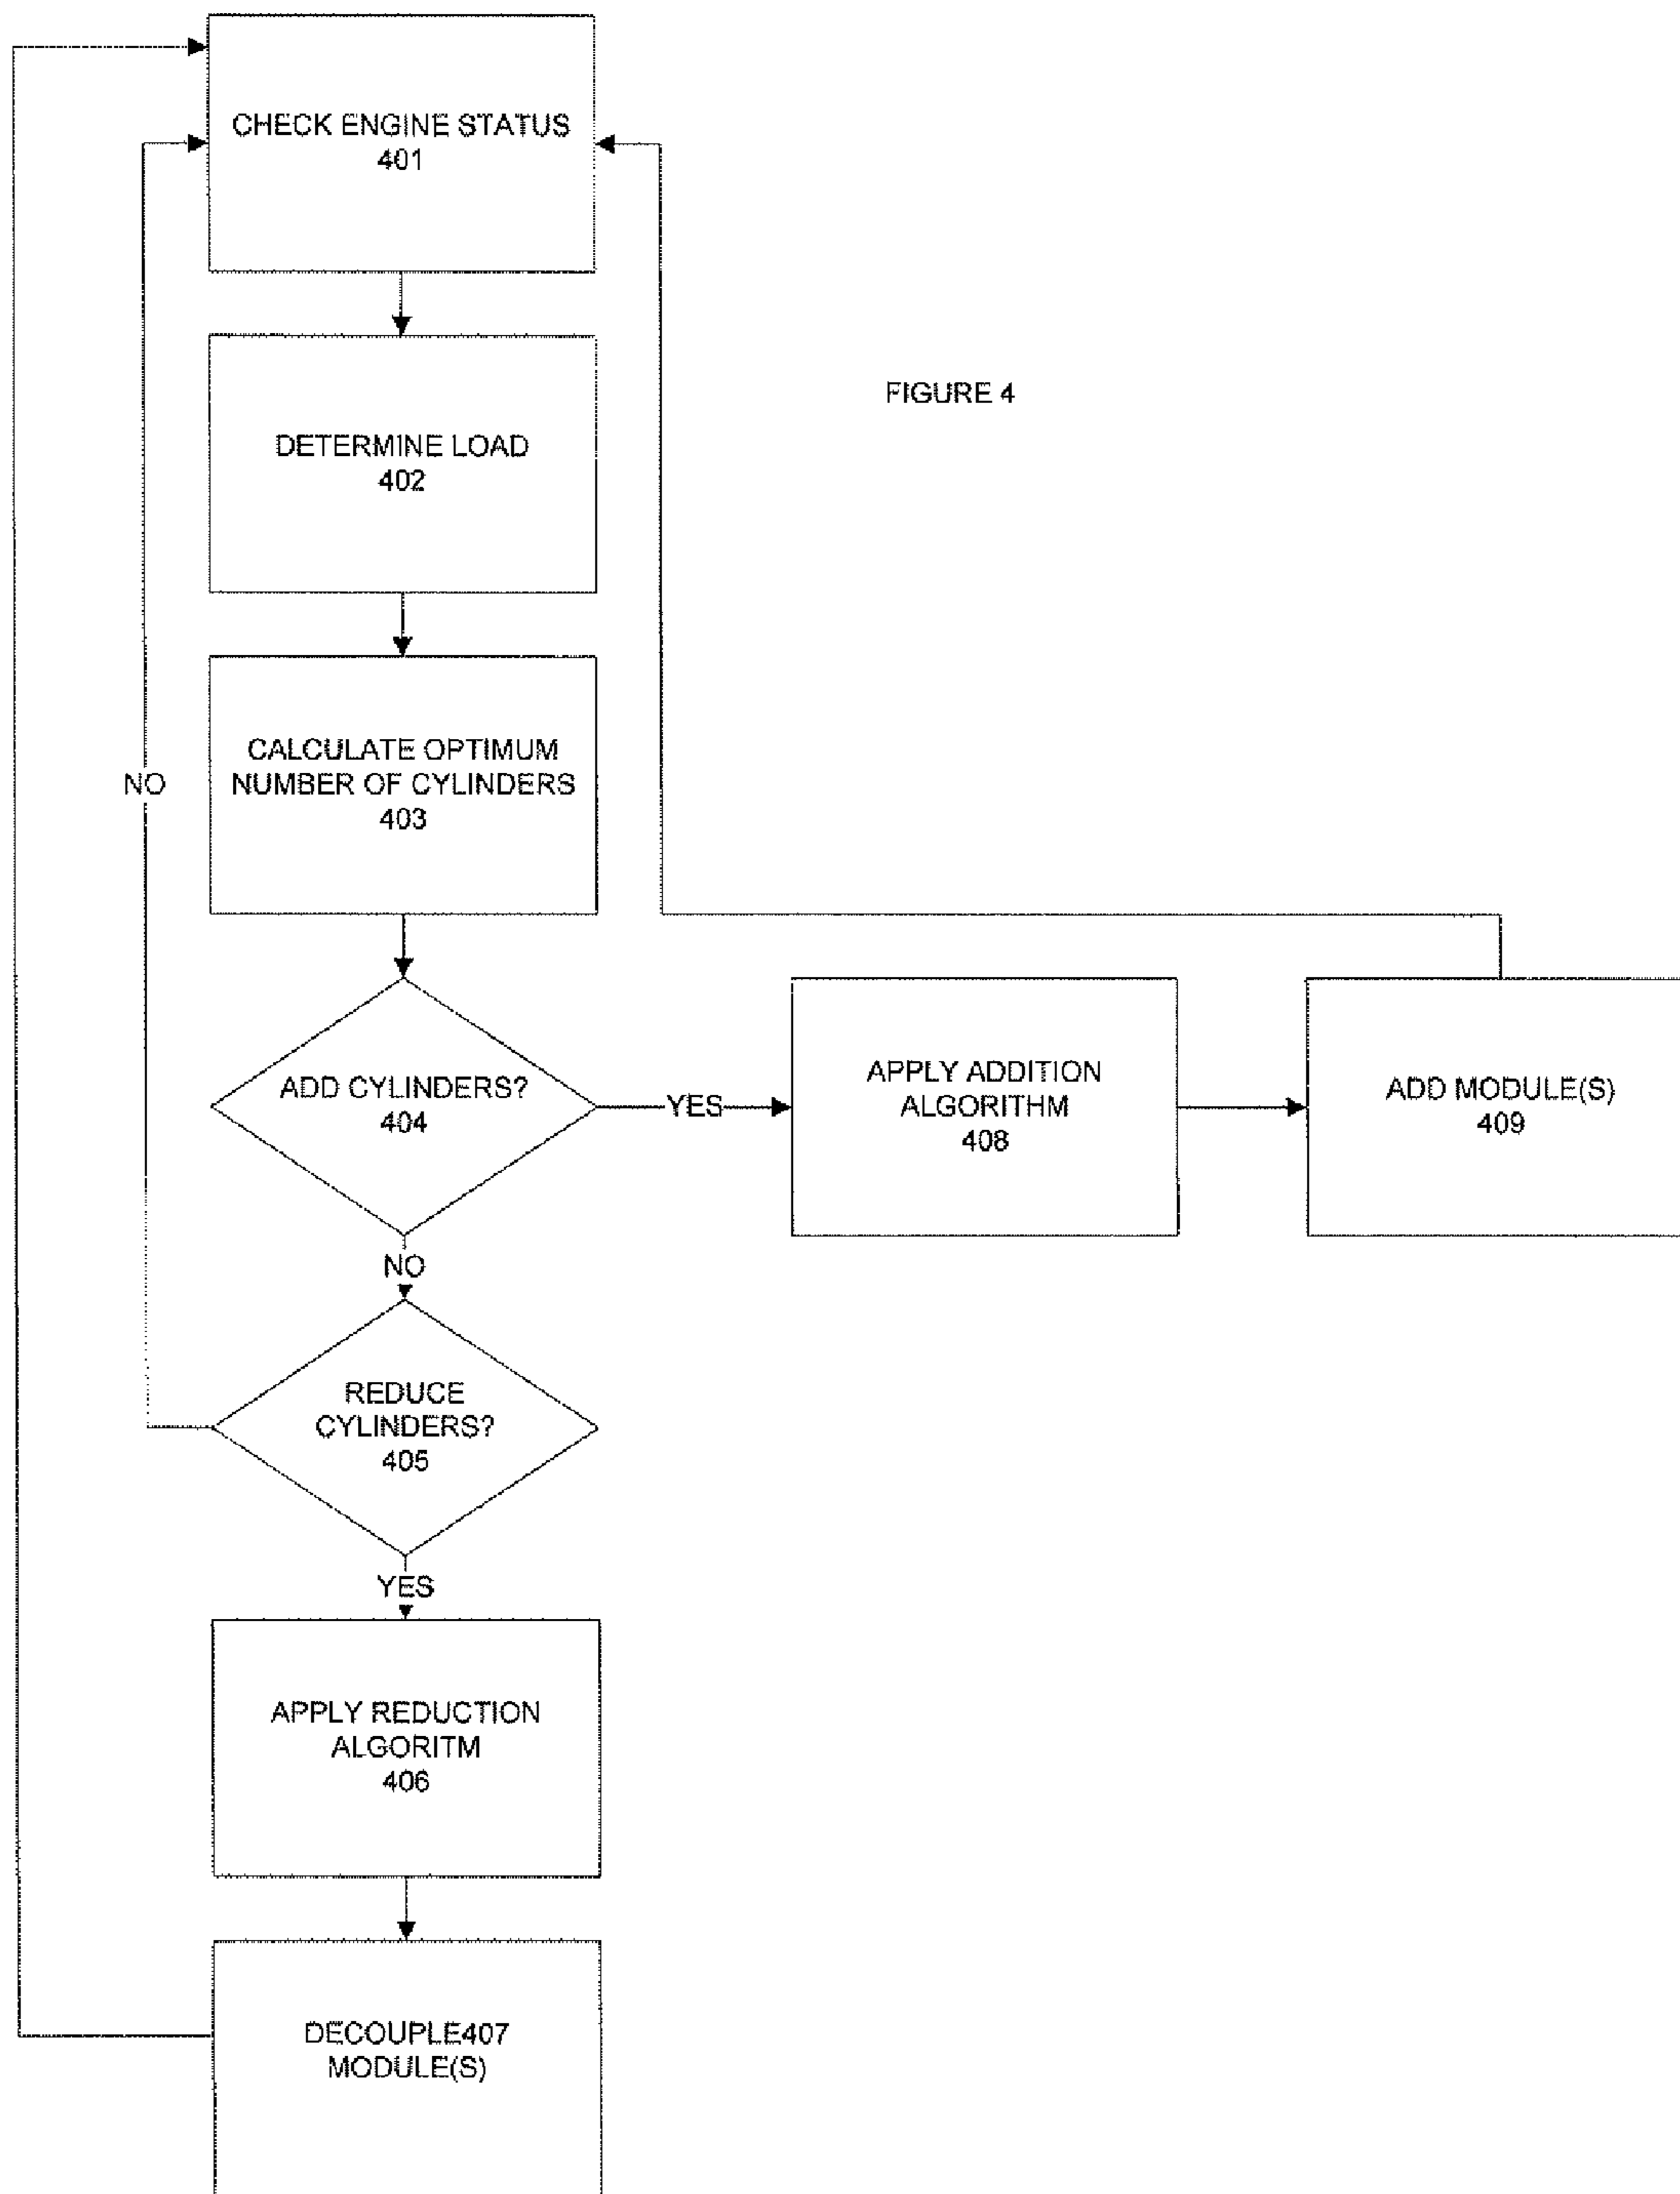 CHECK ENGINE STATUS
401
FIGURE 4
DETERMINE LOAD
402
CALCULATE OPTIMUM
NUMBER OF CYLINDERS
403
NO
ADD CYLINDERS?
404
YES
APPLY ADDITION
ALGORITHM
408
ADD MODULE(S)
409
NO
REDUCE
CYLINDERS?
405
YES
APPLY REDUCTION
ALGORITM
406
DECOUPLE407
MODULE(S)